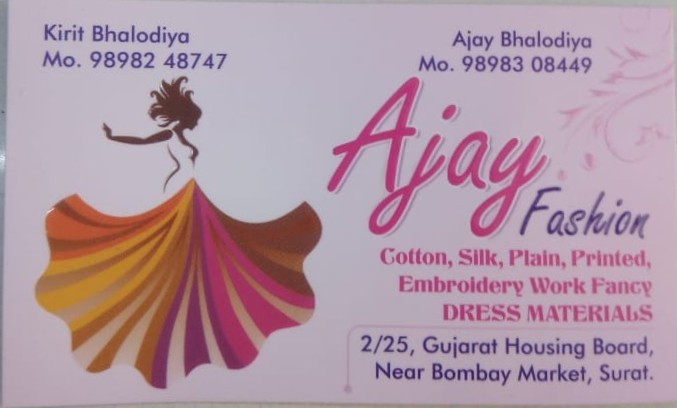 Kirit Bhalodiya
Mo. 98982 48747
Ajay Bhalodiya
Mo. 98983 08449
Ajay
Fashion
Cotton, Silk, Plain, Printed,
Embroidery Work Fancy
DRESS MATERIALS
2/25, Gujarat Housing Board,
Near Bombay Market, Surat.